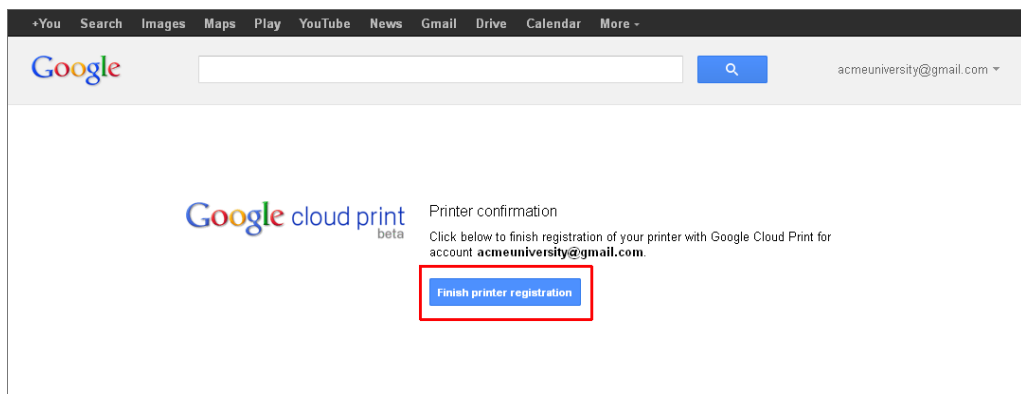 +You Search Images Maps Play YouTube News Gmail Drive Calendar More
Google
acmeuniversity@gmail.com
Google cloud print
beta
Printer confirmation
Click below to finish registration of your printer with Google Cloud Print for
account acmeuniversity@gmail.com.
Finish printer registration